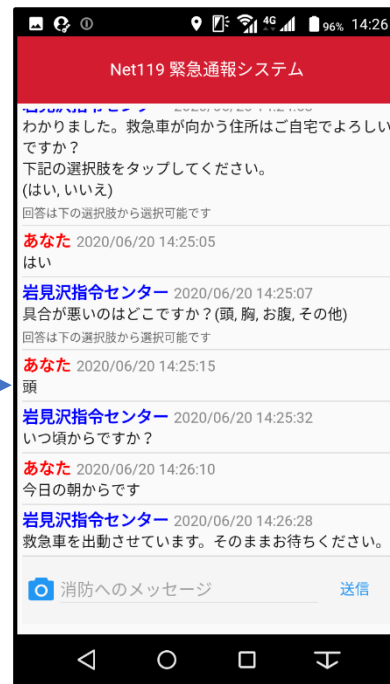 4G 96% 14:26
Net119 緊急通報システム
わかりました。救急車が向かう住所はご自宅でよろしい
ですか？
下記の選択肢をタップしてください。
(はい, いいえ)
回答は下の選択肢から選択可能です
あなた 2020/06/20 14:25:05
はい
岩見沢指令センター 2020/06/20 14:25:07
具合が悪いのはどこですか？(頭, 胸, お腹, その他)
回答は下の選択肢から選択可能です
あなた 2020/06/20 14:25:15
頭
岩見沢指令センター 2020/06/20 14:25:32
いつ頃からですか？
あなた 2020/06/20 14:26:10
今日の朝からです
岩見沢指令センター 2020/06/20 14:26:28
救急車を出動させています。そのままお待ちください。
消防へのメッセージ 送信